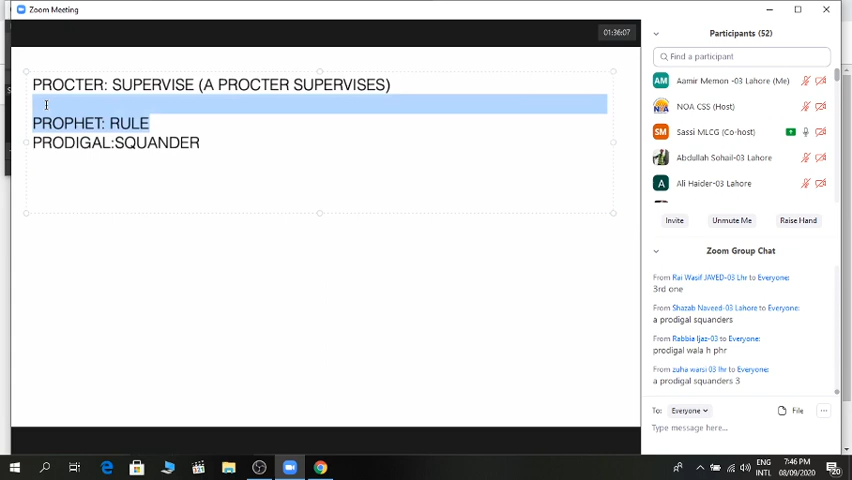 Zoom Meeting
01:36:07
PROCTER: SUPERVISE (A PROCTER SUPERVISES)
PROPHET: RULE
PRODIGAL:SQUANDER
Participants (52)
Find a participant
AM Aamir Memon -03 Lahore (Me)
NOA CSS (Host)
SM Sassi MLCG (Co-host)
Abdullah Sohail-03 Lahore
A Ali Haider-03 Lahore
Invite
Unmute Me
Raise Hand
Zoom Group Chat
From Rai Wasif JAVED-03 Lhr to Everyone:
3rd one
From Shazab Naveed-03 Lahore to Everyone:
a prodigal squanders
From Rabbia Ijaz-03 to Everyone:
prodigal wala h phr
From zuha warsi 03 lhr to Everyone:
a prodigal squanders 3
To: Everyone
File
Type message here...
ENG
INTL
7:46 PM
08/09/2020
20